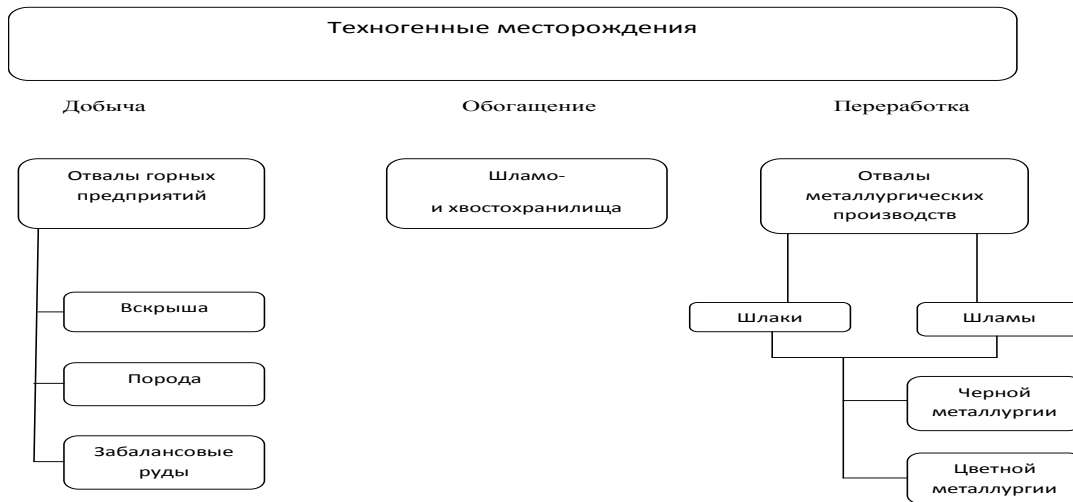 Техногенные месторождения
Добыча
Обогащение
Переработка
Отвалы горных
предприятий
Шламо-
и хвостохранилища
Отвалы
металлургических
производств
Вскрыша
Порода
Забалансовые
руды
Шлаки
Шламы
Черной
металлургии
Цветной
металлургии